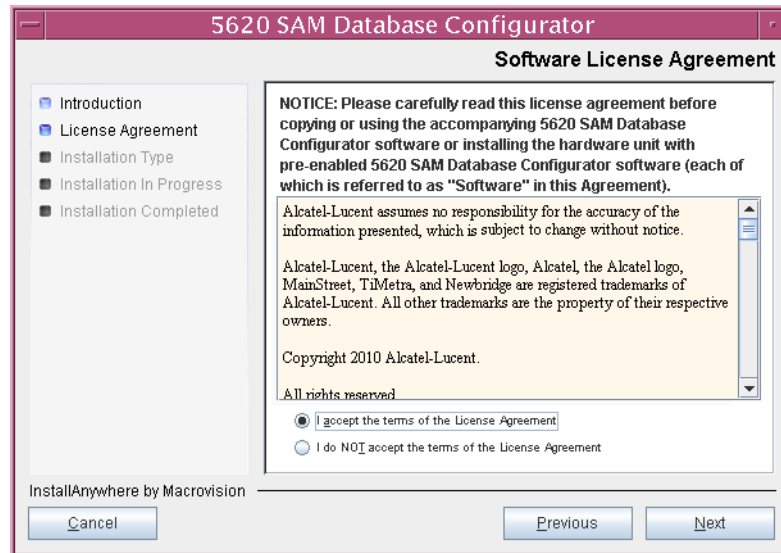 5620 SAM Database Configurator
Software License Agreement
Introduction
License Agreement
Installation Type
Installation In Progress
Installation Completed
NOTICE: Please carefully read this license agreement before
copying or using the accompanying 5620 SAM Database
Configurator software or installing the hardware unit with
pre-enabled 5620 SAM Database Configurator software (each of
which is referred to as "Software" in this Agreement).
Alcatel-Lucent assumes no responsibility for the accuracy of the
information presented, which is subject to change without notice.
Alcatel-Lucent, the Alcatel-Lucent logo, Alcatel, the Alcatel logo,
MainStreet, TiMetra, and Newbridge are registered trademarks of
Alcatel-Lucent. All other trademarks are the property of their respective
owners.
Copyright 2010 Alcatel-Lucent.
All rights reserved
I accept the terms of the License Agreement
I do NOT accept the terms of the License Agreement
InstallAnywhere by Macrovision
Cancel
Previous
Next